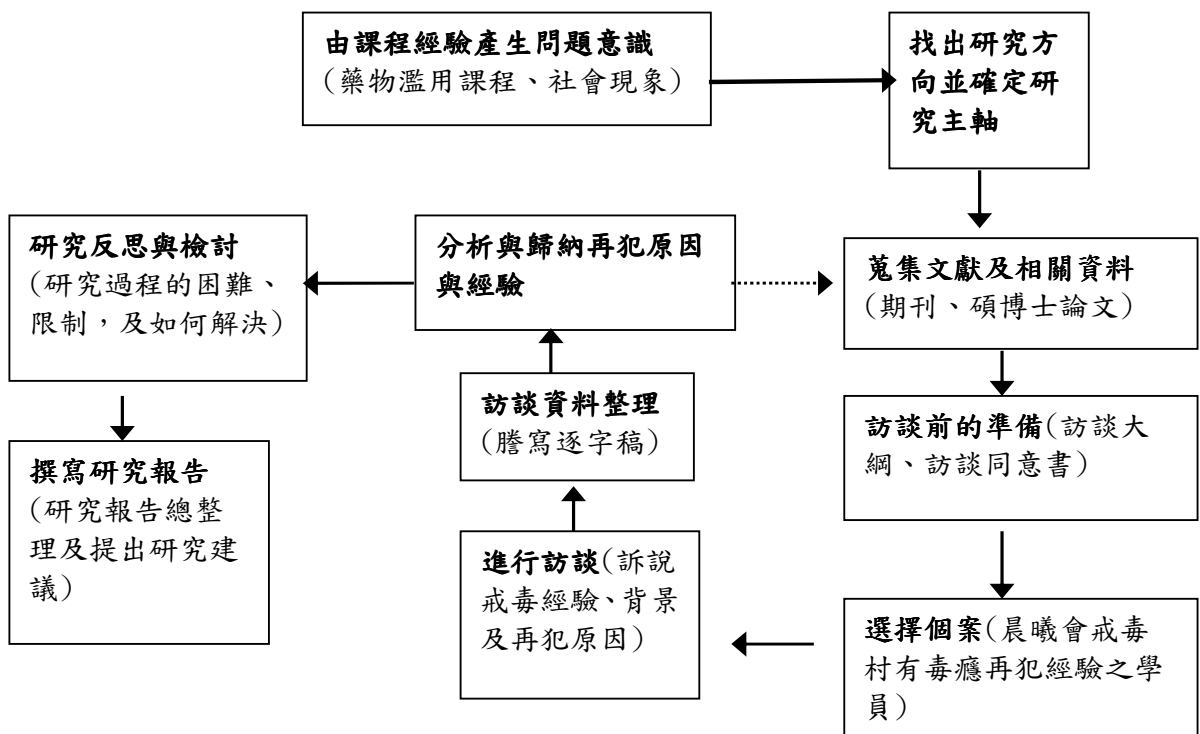 由課程經驗產生問題意識
(藥物濫用課程、社會現象)
找出研究方
向並確定研
究主軸
蒐集文獻及相關資料
(期刊、碩博士論文)
訪談前的準備(訪談大
綱、訪談同意書)
選擇個案(晨曦會戒毒
村有毒癮再犯經驗之學
員)
進行訪談(訴說
戒毒經驗、背景
及再犯原因)
訪談資料整理
(謄寫逐字稿)
分析與歸納再犯原因
與經驗
研究反思與檢討
(研究過程的困難、
限制，及如何解決)
撰寫研究報告
(研究報告總整
理及提出研究建
議)